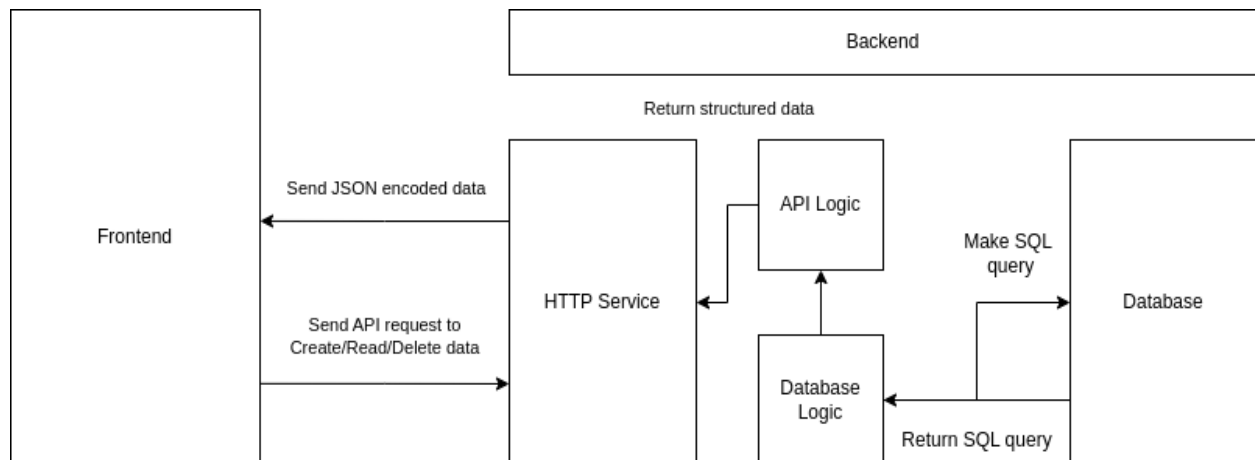 Backend
Return structured data
Send JSON encoded data
API Logic
Frontend
Make SQL
query
HTTP Service
Database
Send API request to
Create/Read/Delete data
Database
Logic
Return SQL query